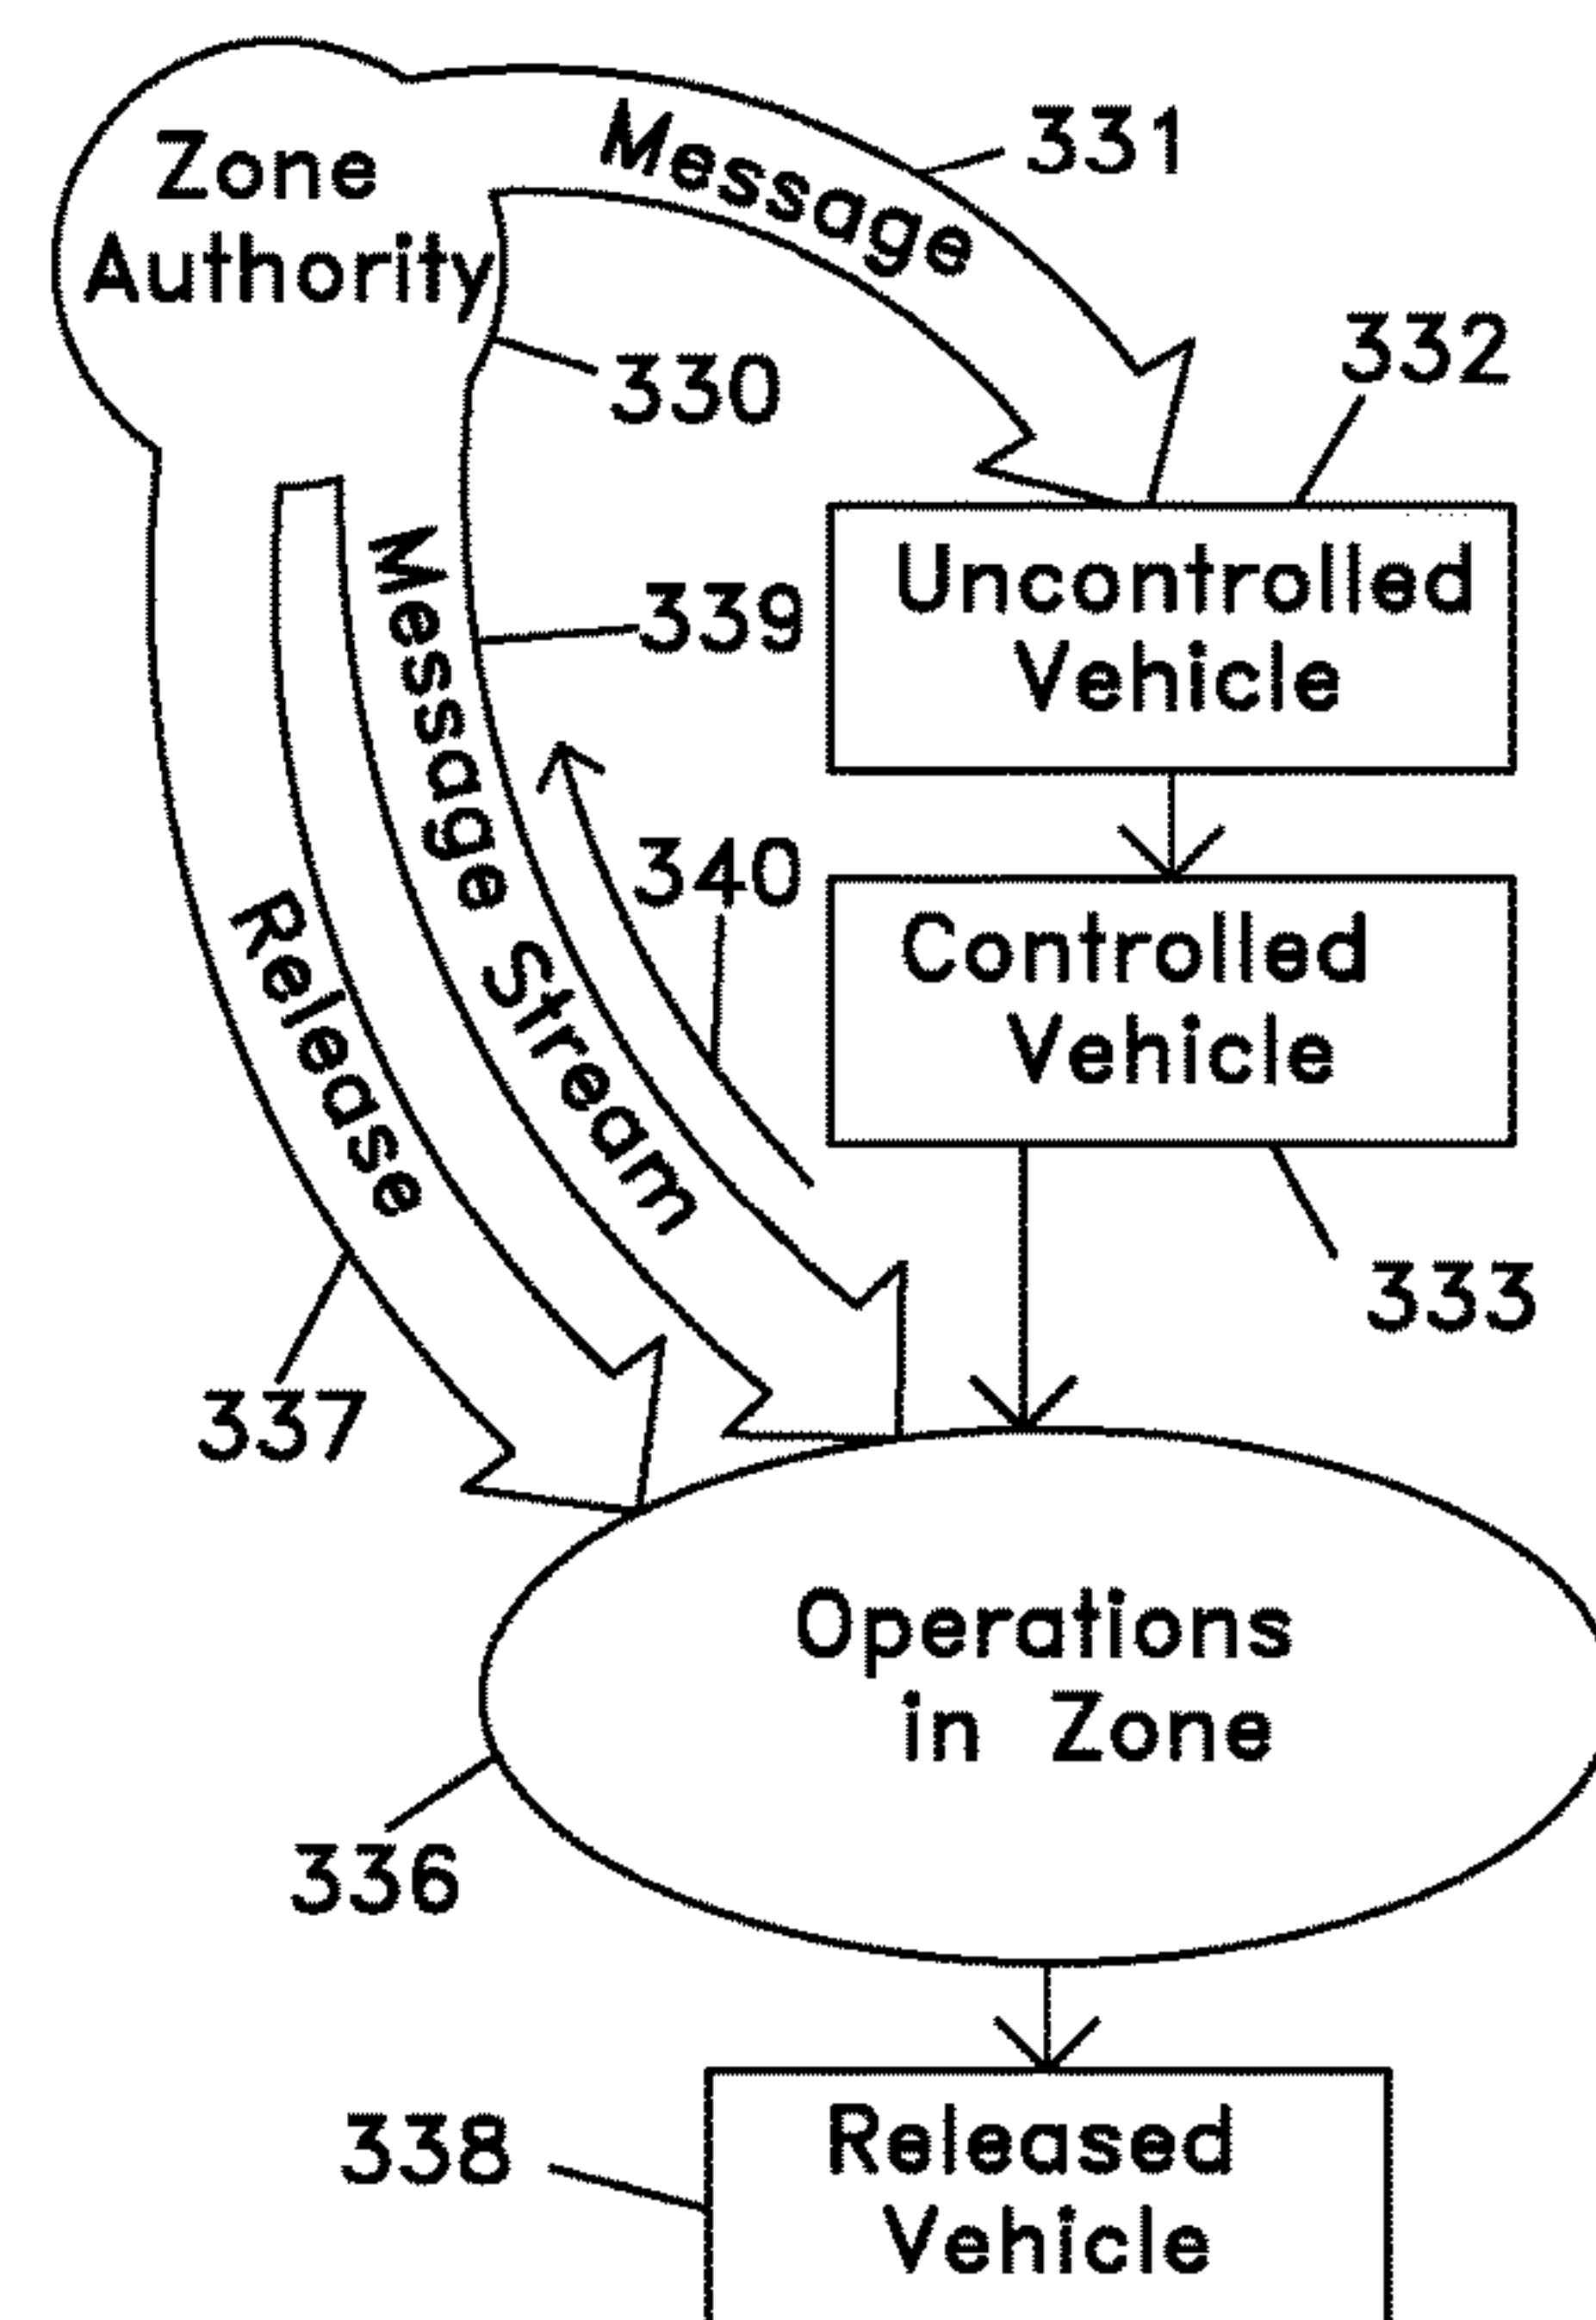 Zone
Authority
Message
331
330
332
Uncontrolled
Vehicle
339
Message Stream
340
Controlled
Vehicle
Release
333
337
Operations
in Zone
336
338
Released
Vehicle